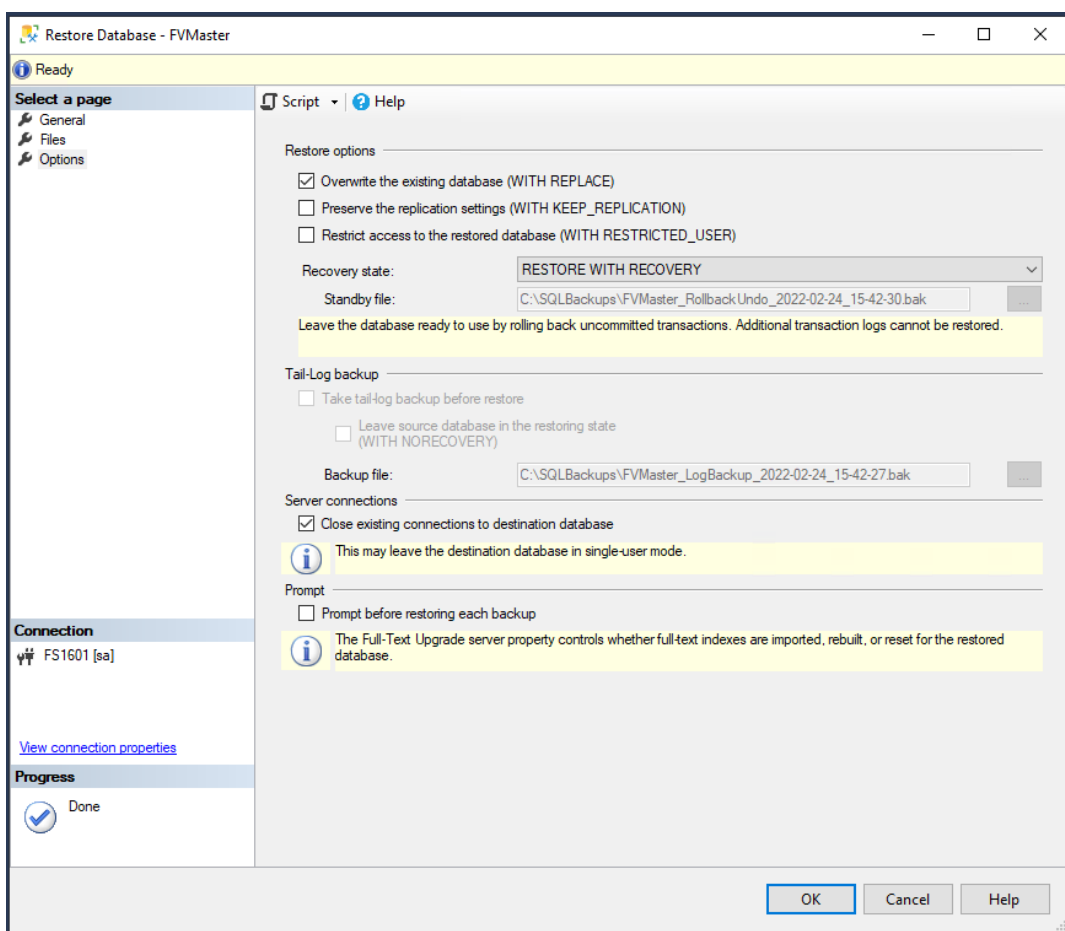 Restore Database - FVMaster
Ready
Select a page
General
Files
Options
Script
Help
Restore options
Overwrite the existing database (WITH REPLACE)
Preserve the replication settings (WITH KEEP_REPLICATION)
Restrict access to the restored database (WITH RESTRICTED_USER)
Recovery state:
RESTORE WITH RECOVERY
Standby file:
C:\SQLBackups\FVMaster_RollbackUndo_2022-02-24_15-42-30.bak
...
Leave the database ready to use by rolling back uncommitted transactions. Additional transaction logs cannot be restored.
Tail-Log backup
Take tail-log backup before restore
Leave source database in the restoring state
(WITH NORECOVERY)
Backup file:
C:\SQLBackups\FVMaster_LogBackup_2022-02-24_15-42-27.bak
...
Server connections
Close existing connections to destination database
This may leave the destination database in single-user mode.
Prompt
Prompt before restoring each backup
The Full-Text Upgrade server property controls whether full-text indexes are imported, rebuilt, or reset for the restored
database.
Connection
FS1601 [sa]
View connection properties
Progress
Done
OK
Cancel
Help